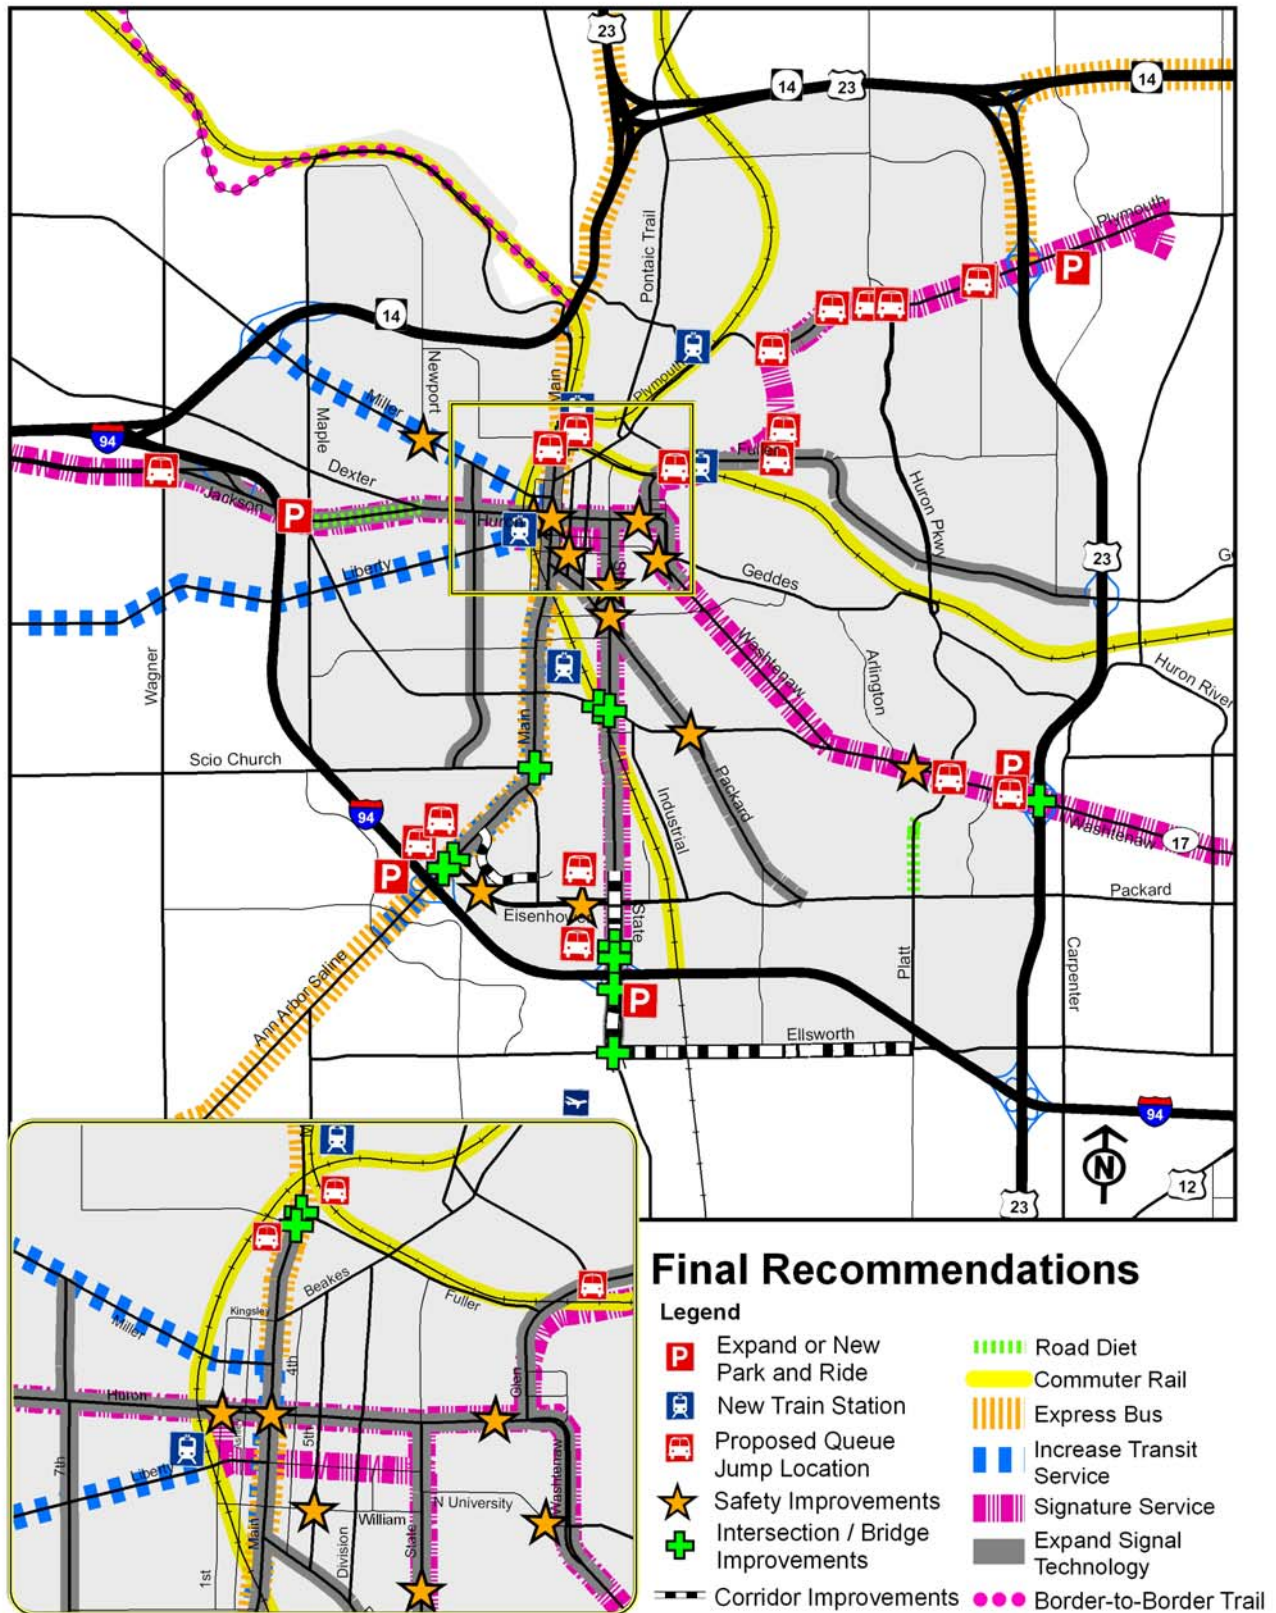 23
14
23
14
Plymouth
Pontaic Trail
14
Newport
Main
Plymouth
Miller
Maple
94
Dexter
Fuller
Jackson
P
P
Huron
Huron Pkwy
23
Liberty
Geddes
Washtenaw
Arlington
Huron River
Wagner
Main
Scio Church
Industrial
Packard
P
94
Washtenaw
17
P
Packard
Eisenhower
State
Platt
Carpenter
Ann Arbor Saline
P
Ellsworth
94
N
12
23
Beakes
Fuller
Kingsley
Miller
4th
Glen
Huron
Ashley
5th
7th
Liberty
Washtenaw
N University
William
Main
State
Division
1st
Final Recommendations
Legend
P Expand or New
Park and Ride
New Train Station
Proposed Queue
Jump Location
Safety Improvements
Intersection / Bridge
Improvements
Corridor Improvements
Road Diet
Commuter Rail
Express Bus
Increase Transit
Service
Signature Service
Expand Signal
Technology
Border-to-Border Trail